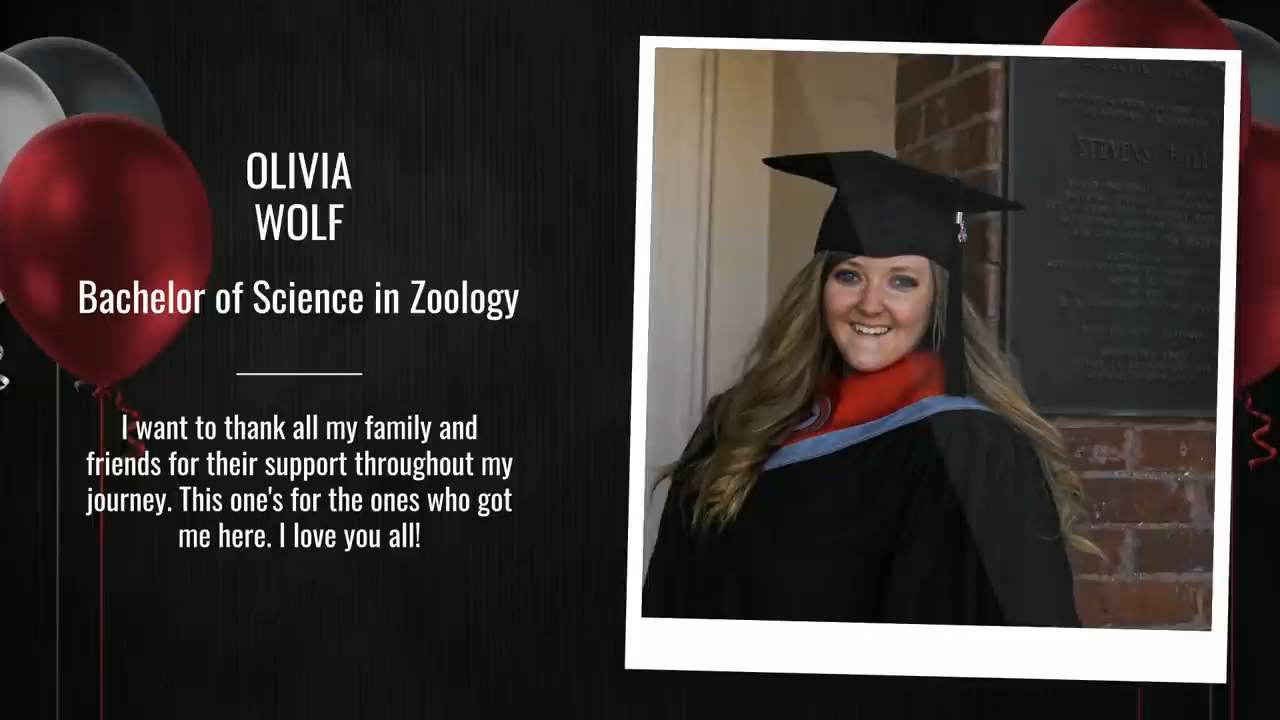 OLIVIA
WOLF
Bachelor of Science in Zoology
I want to thank all my family and
friends for their support throughout my
journey. This one's for the ones who got
me here. I love you all!
STEVENS HALL